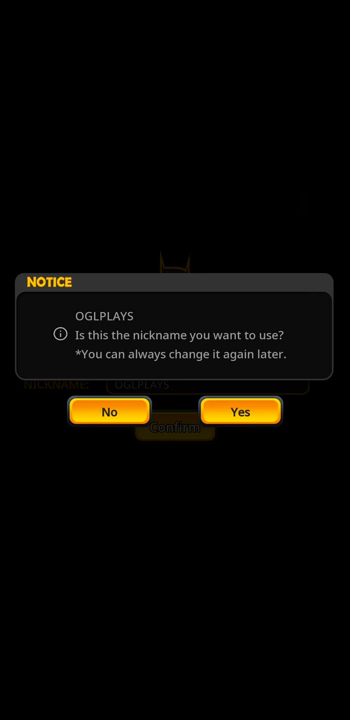 NOTICE
OGLPLAYS
Is this the nickname you want to use?
*You can always change it again later.
NICKNAME: OGLPLAYS
No Yes
Confirm